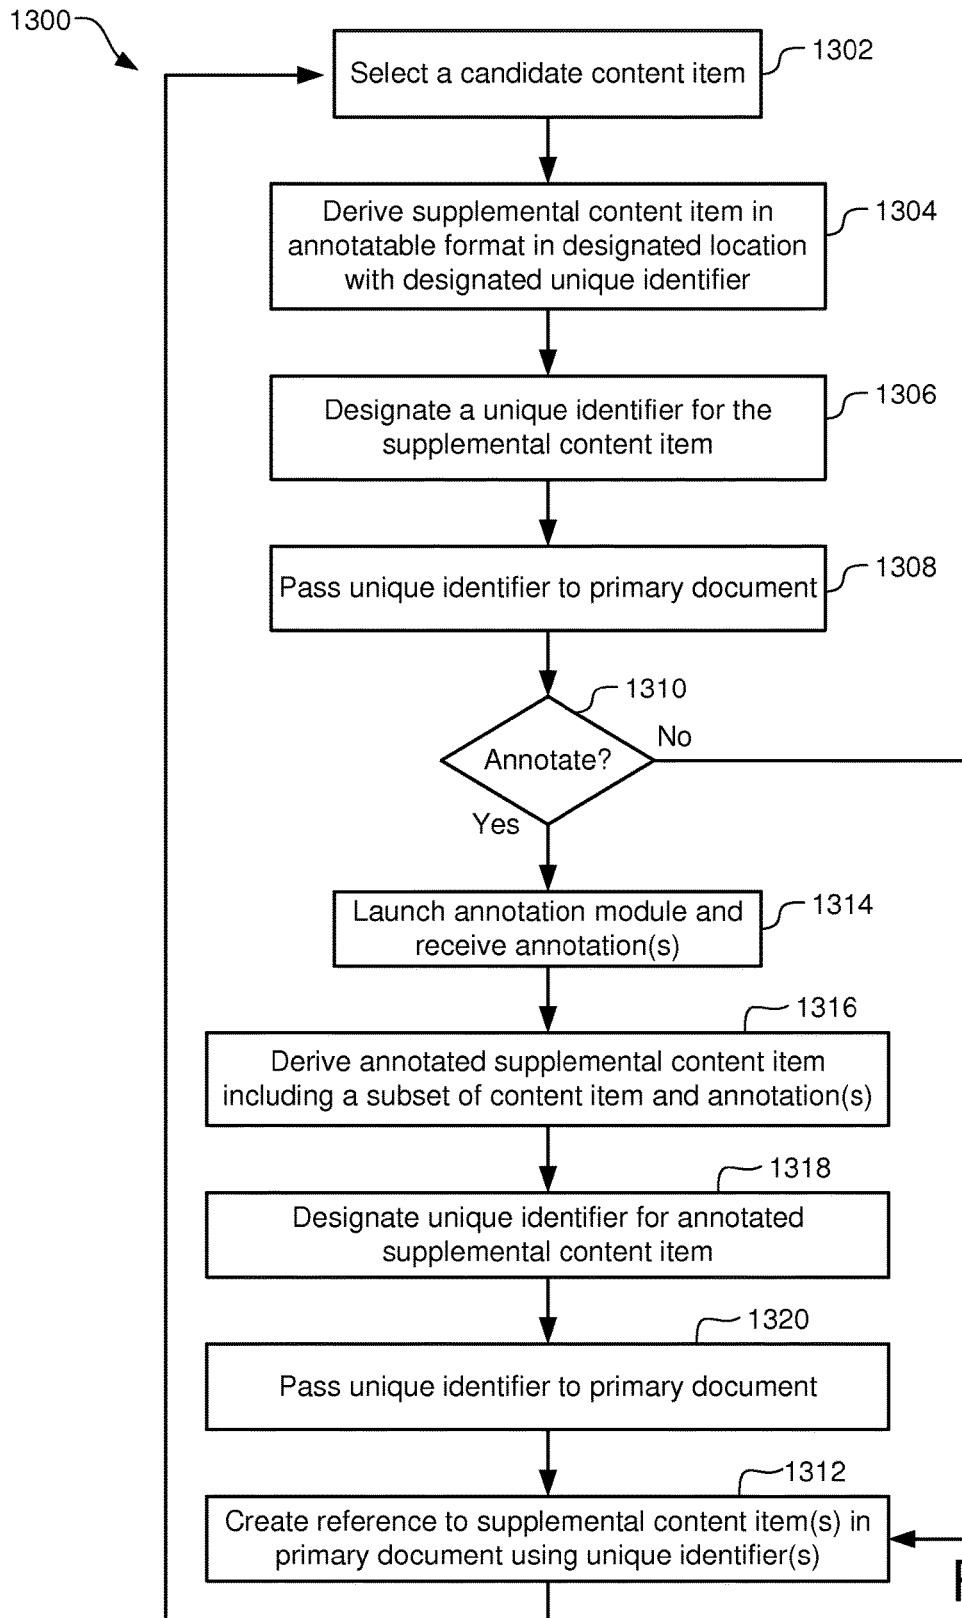 1300
Select a candidate content item
1302
Derive supplemental content item in
annotatable format in designated location
with designated unique identifier
1304
Designate a unique identifier for the
supplemental content item
1306
Pass unique identifier to primary document
1308
1310
Annotate?
No
Yes
Launch annotation module and
receive annotation(s)
1314
1316
Derive annotated supplemental content item
including a subset of content item and annotation(s)
1318
Designate unique identifier for annotated
supplemental content item
1320
Pass unique identifier to primary document
1312
Create reference to supplemental content item(s) in
primary document using unique identifier(s)